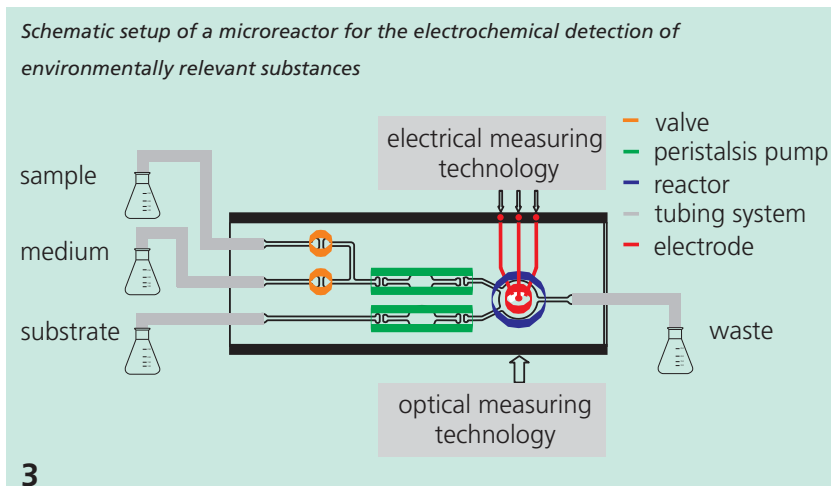 Schematic setup of a microreactor for the electrochemical detection of
environmentally relevant substances
electrical measuring
technology
valve
peristalsis pump
reactor
tubing system
electrode
sample
medium
substrate
waste
optical measuring
technology
3